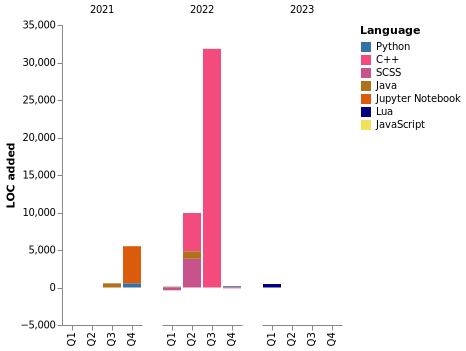 2021 2022 2023
Language
Python
C++
SCSS
Java
Jupyter Notebook
Lua
JavaScript
LOC added
35,000
30,000
25,000
20,000
15,000
10,000
5,000
0
−5,000
Q1 Q2 Q3 Q4 Q1 Q2 Q3 Q4 Q1 Q2 Q3 Q4